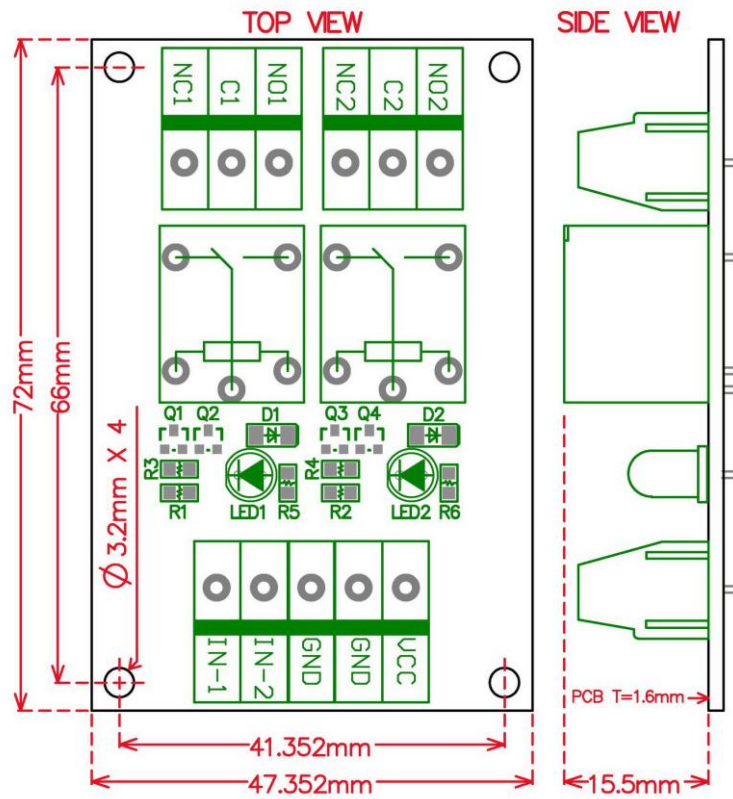 TOP VIEW
SIDE VIEW
NC1
C1
NO1
NC2
C2
NO2
72mm
66mm
Ø3.2mm X 4
Q1
Q2
D1
Q3
Q4
D2
R3
R1
LED1
R5
R4
R2
LED2
R6
IN-1
IN-2
GND
GND
VCC
PCB T=1.6mm
41.352mm
47.352mm
15.5mm